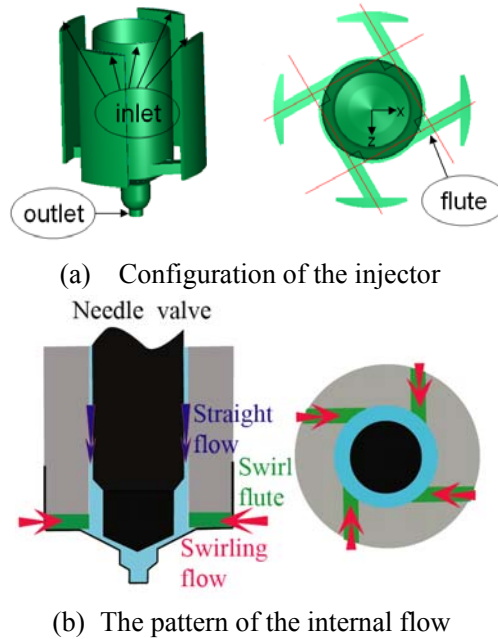 inlet
x
z
outlet
flute
(a) Configuration of the injector
Needle valve
Straight
flow
Swirl
flute
Swirling
flow
(b) The pattern of the internal flow